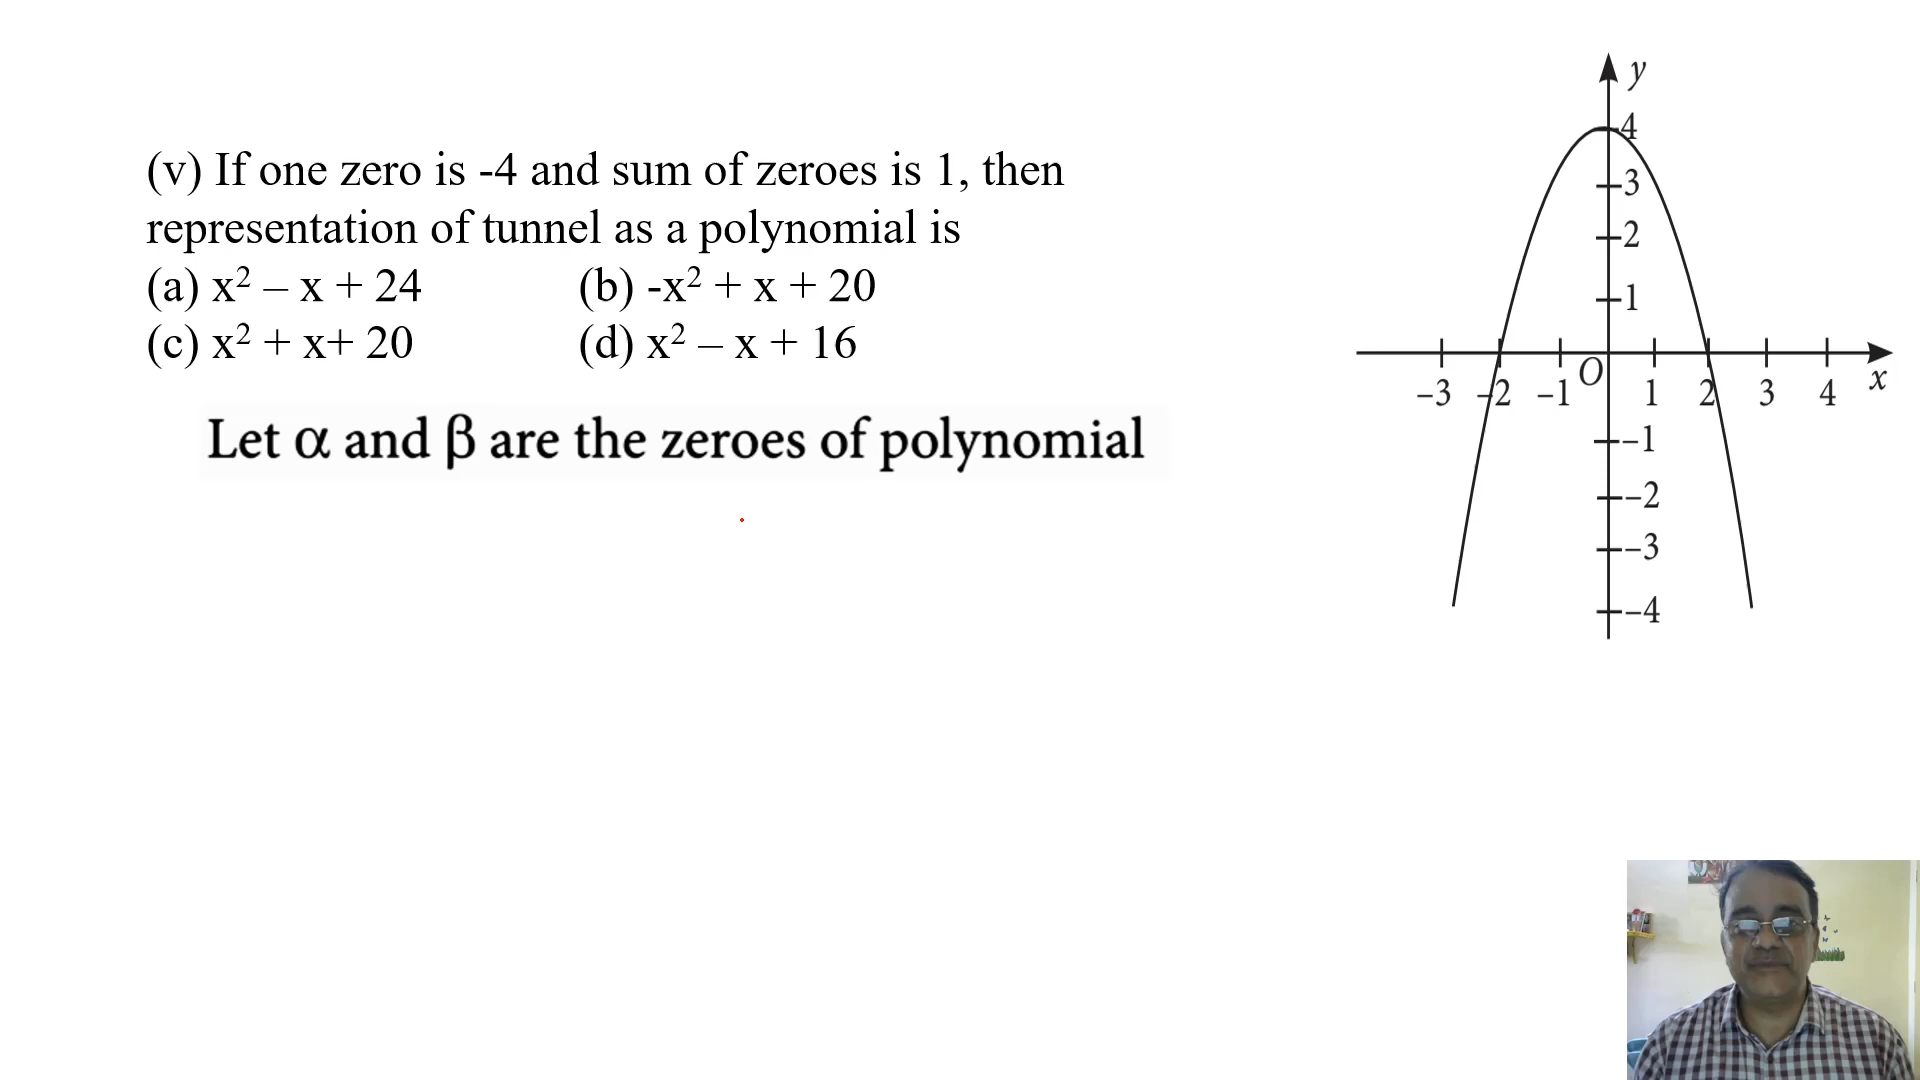 (v) If one zero is -4 and sum of zeroes is 1, then
representation of tunnel as a polynomial is
(a) x² – x + 24 (b) -x² + x + 20
(c) x² + x+ 20 (d) x² – x + 16
Let α and β are the zeroes of polynomial
y
4
3
2
1
O
–3 –2 –1 1 2 3 4 x
–1
–2
–3
–4